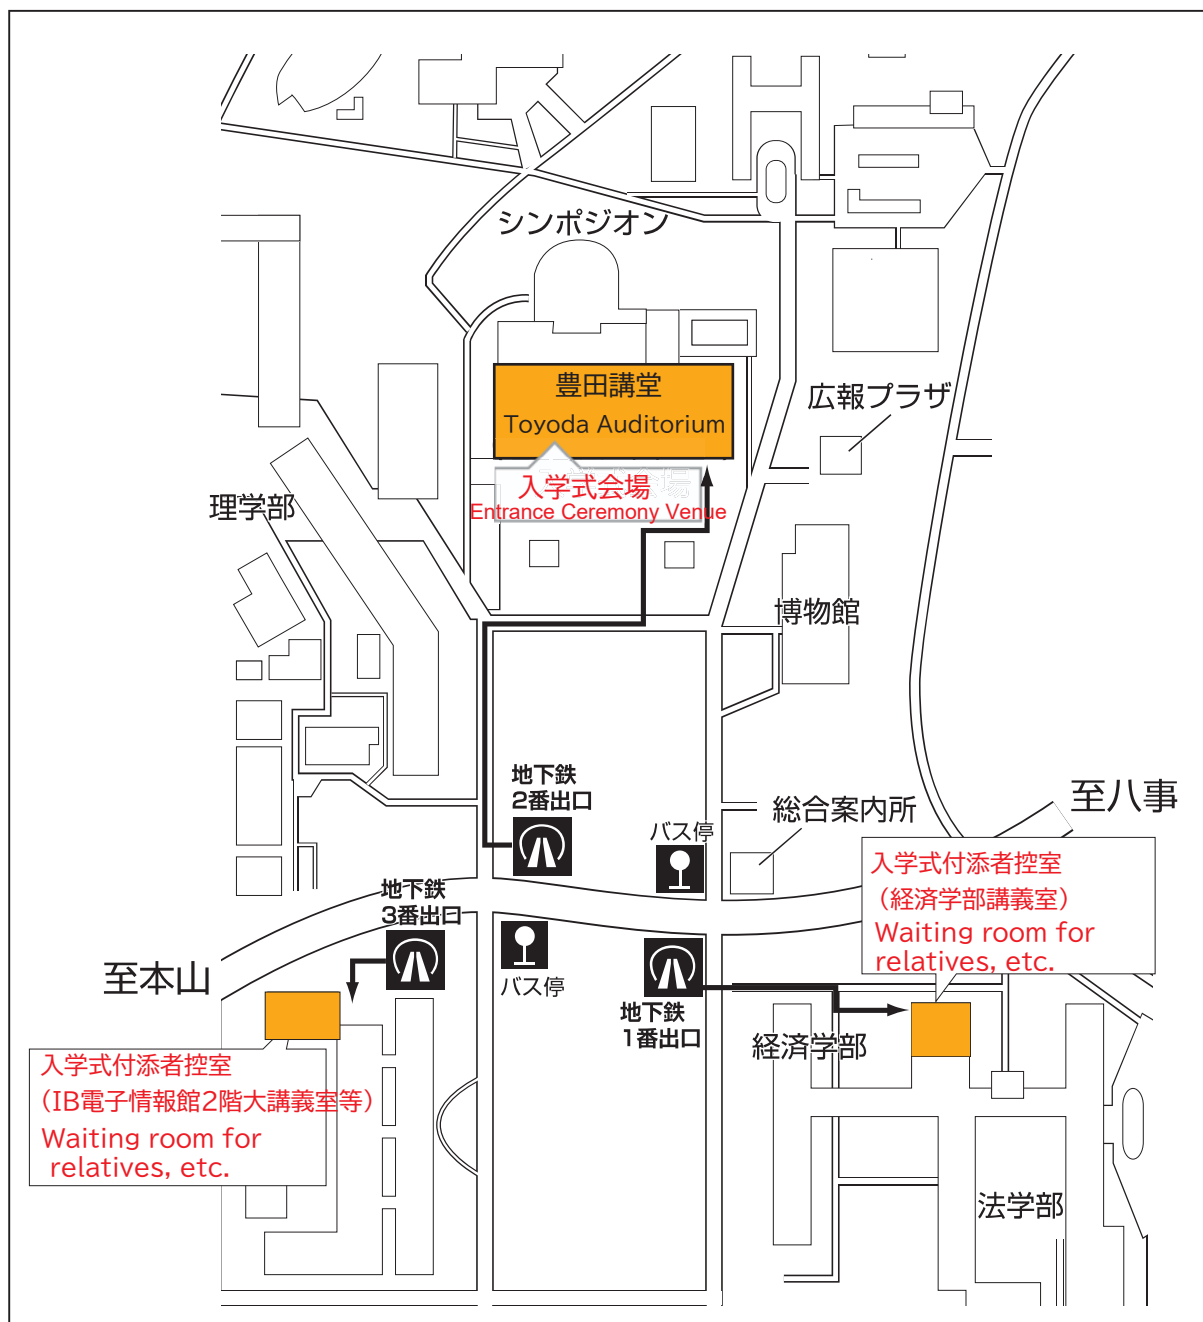 シンポジオン
豊田講堂
Toyoda Auditorium
入学式会場
Entrance Ceremony Venue
広報プラザ
理学部
博物館
地下鉄
2番出口
バス停
総合案内所
至八事
入学式付添者控室
（経済学部講義室）
Waiting room for
relatives, etc.
地下鉄
3番出口
バス停
至本山
地下鉄
1番出口
経済学部
入学式付添者控室
（IB電子情報館2階大講義室等）
Waiting room for
relatives, etc.
法学部